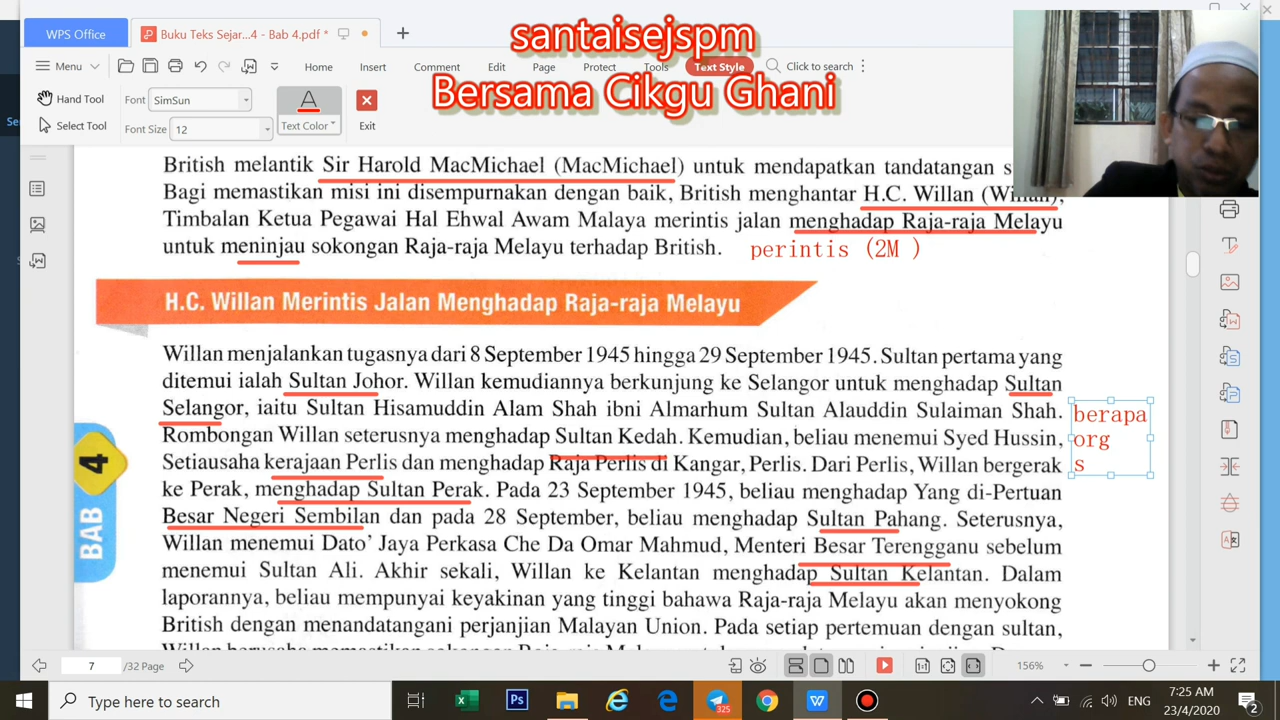 santaisejspm
Bersama Cikgu Ghani
WPS Office
Buku Teks Sejar...4 - Bab 4.pdf *
Menu
Home
Insert
Comment
Edit
Page
Protect
Tools
Text Style
Click to search
Hand Tool
Font
SimSun
Select Tool
Font Size
12
Text Color
Exit
British melantik Sir Harold MacMichael (MacMichael) untuk mendapatkan tandatangan s
Bagi memastikan misi ini disempurnakan dengan baik, British menghantar H.C. Willan (Willan),
Timbalan Ketua Pegawai Hal Ehwal Awam Malaya merintis jalan menghadap Raja-raja Melayu
untuk meninjau sokongan Raja-raja Melayu terhadap British.
perintis (2M )
H.C. Willan Merintis Jalan Menghadap Raja-raja Melayu
Willan menjalankan tugasnya dari 8 September 1945 hingga 29 September 1945. Sultan pertama yang
ditemui ialah Sultan Johor. Willan kemudiannya berkunjung ke Selangor untuk menghadap Sultan
Selangor, iaitu Sultan Hisamuddin Alam Shah ibni Almarhum Sultan Alauddin Sulaiman Shah.
Rombongan Willan seterusnya menghadap Sultan Kedah. Kemudian, beliau menemui Syed Hussin,
Setiausaha kerajaan Perlis dan menghadap Raja Perlis di Kangar, Perlis. Dari Perlis, Willan bergerak
ke Perak, menghadap Sultan Perak. Pada 23 September 1945, beliau menghadap Yang di-Pertuan
Besar Negeri Sembilan dan pada 28 September, beliau menghadap Sultan Pahang. Seterusnya,
Willan menemui Dato' Jaya Perkasa Che Da Omar Mahmud, Menteri Besar Terengganu sebelum
menemui Sultan Ali. Akhir sekali, Willan ke Kelantan menghadap Sultan Kelantan. Dalam
laporannya, beliau mempunyai keyakinan yang tinggi bahawa Raja-raja Melayu akan menyokong
British dengan menandatangani perjanjian Malayan Union. Pada setiap pertemuan dengan sultan,
berapa
org
s
BAB 4
7
/32 Page
156%
Type here to search
325
ENG
7:25 AM
23/4/2020
2